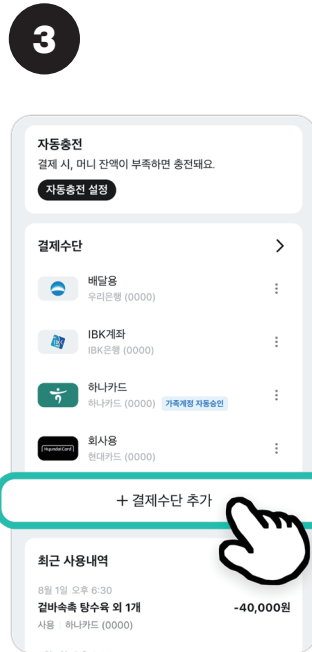 3
자동충전
결제 시, 머니 잔액이 부족하면 충전돼요.
자동충전 설정
결제수단
배달용
우리은행 (0000)
IBK계좌
IBK은행 (0000)
하나카드
하나카드 (0000) 가족계정 자동승인
HyundaiCard
회사용
현대카드 (0000)
+ 결제수단 추가
최근 사용내역
8월 1일 오후 6:30
겉바속촉 탕수육 외 1개 -40,000원
사용 | 하나카드 (0000)